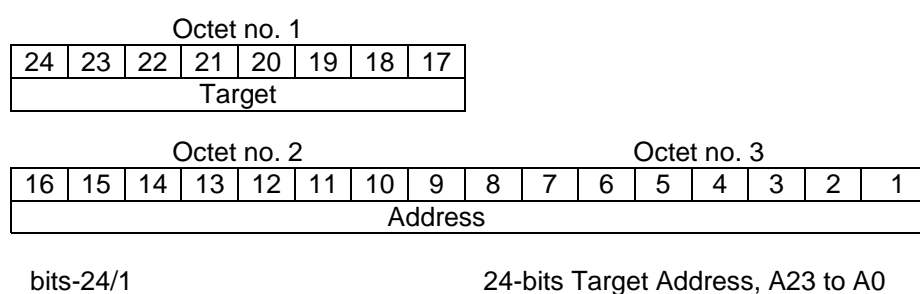 Octet no. 1
24 23 22 21 20 19 18 17
Target
Octet no. 2 Octet no. 3
16 15 14 13 12 11 10 9 8 7 6 5 4 3 2 1
Address
bits-24/1 24-bits Target Address, A23 to A0